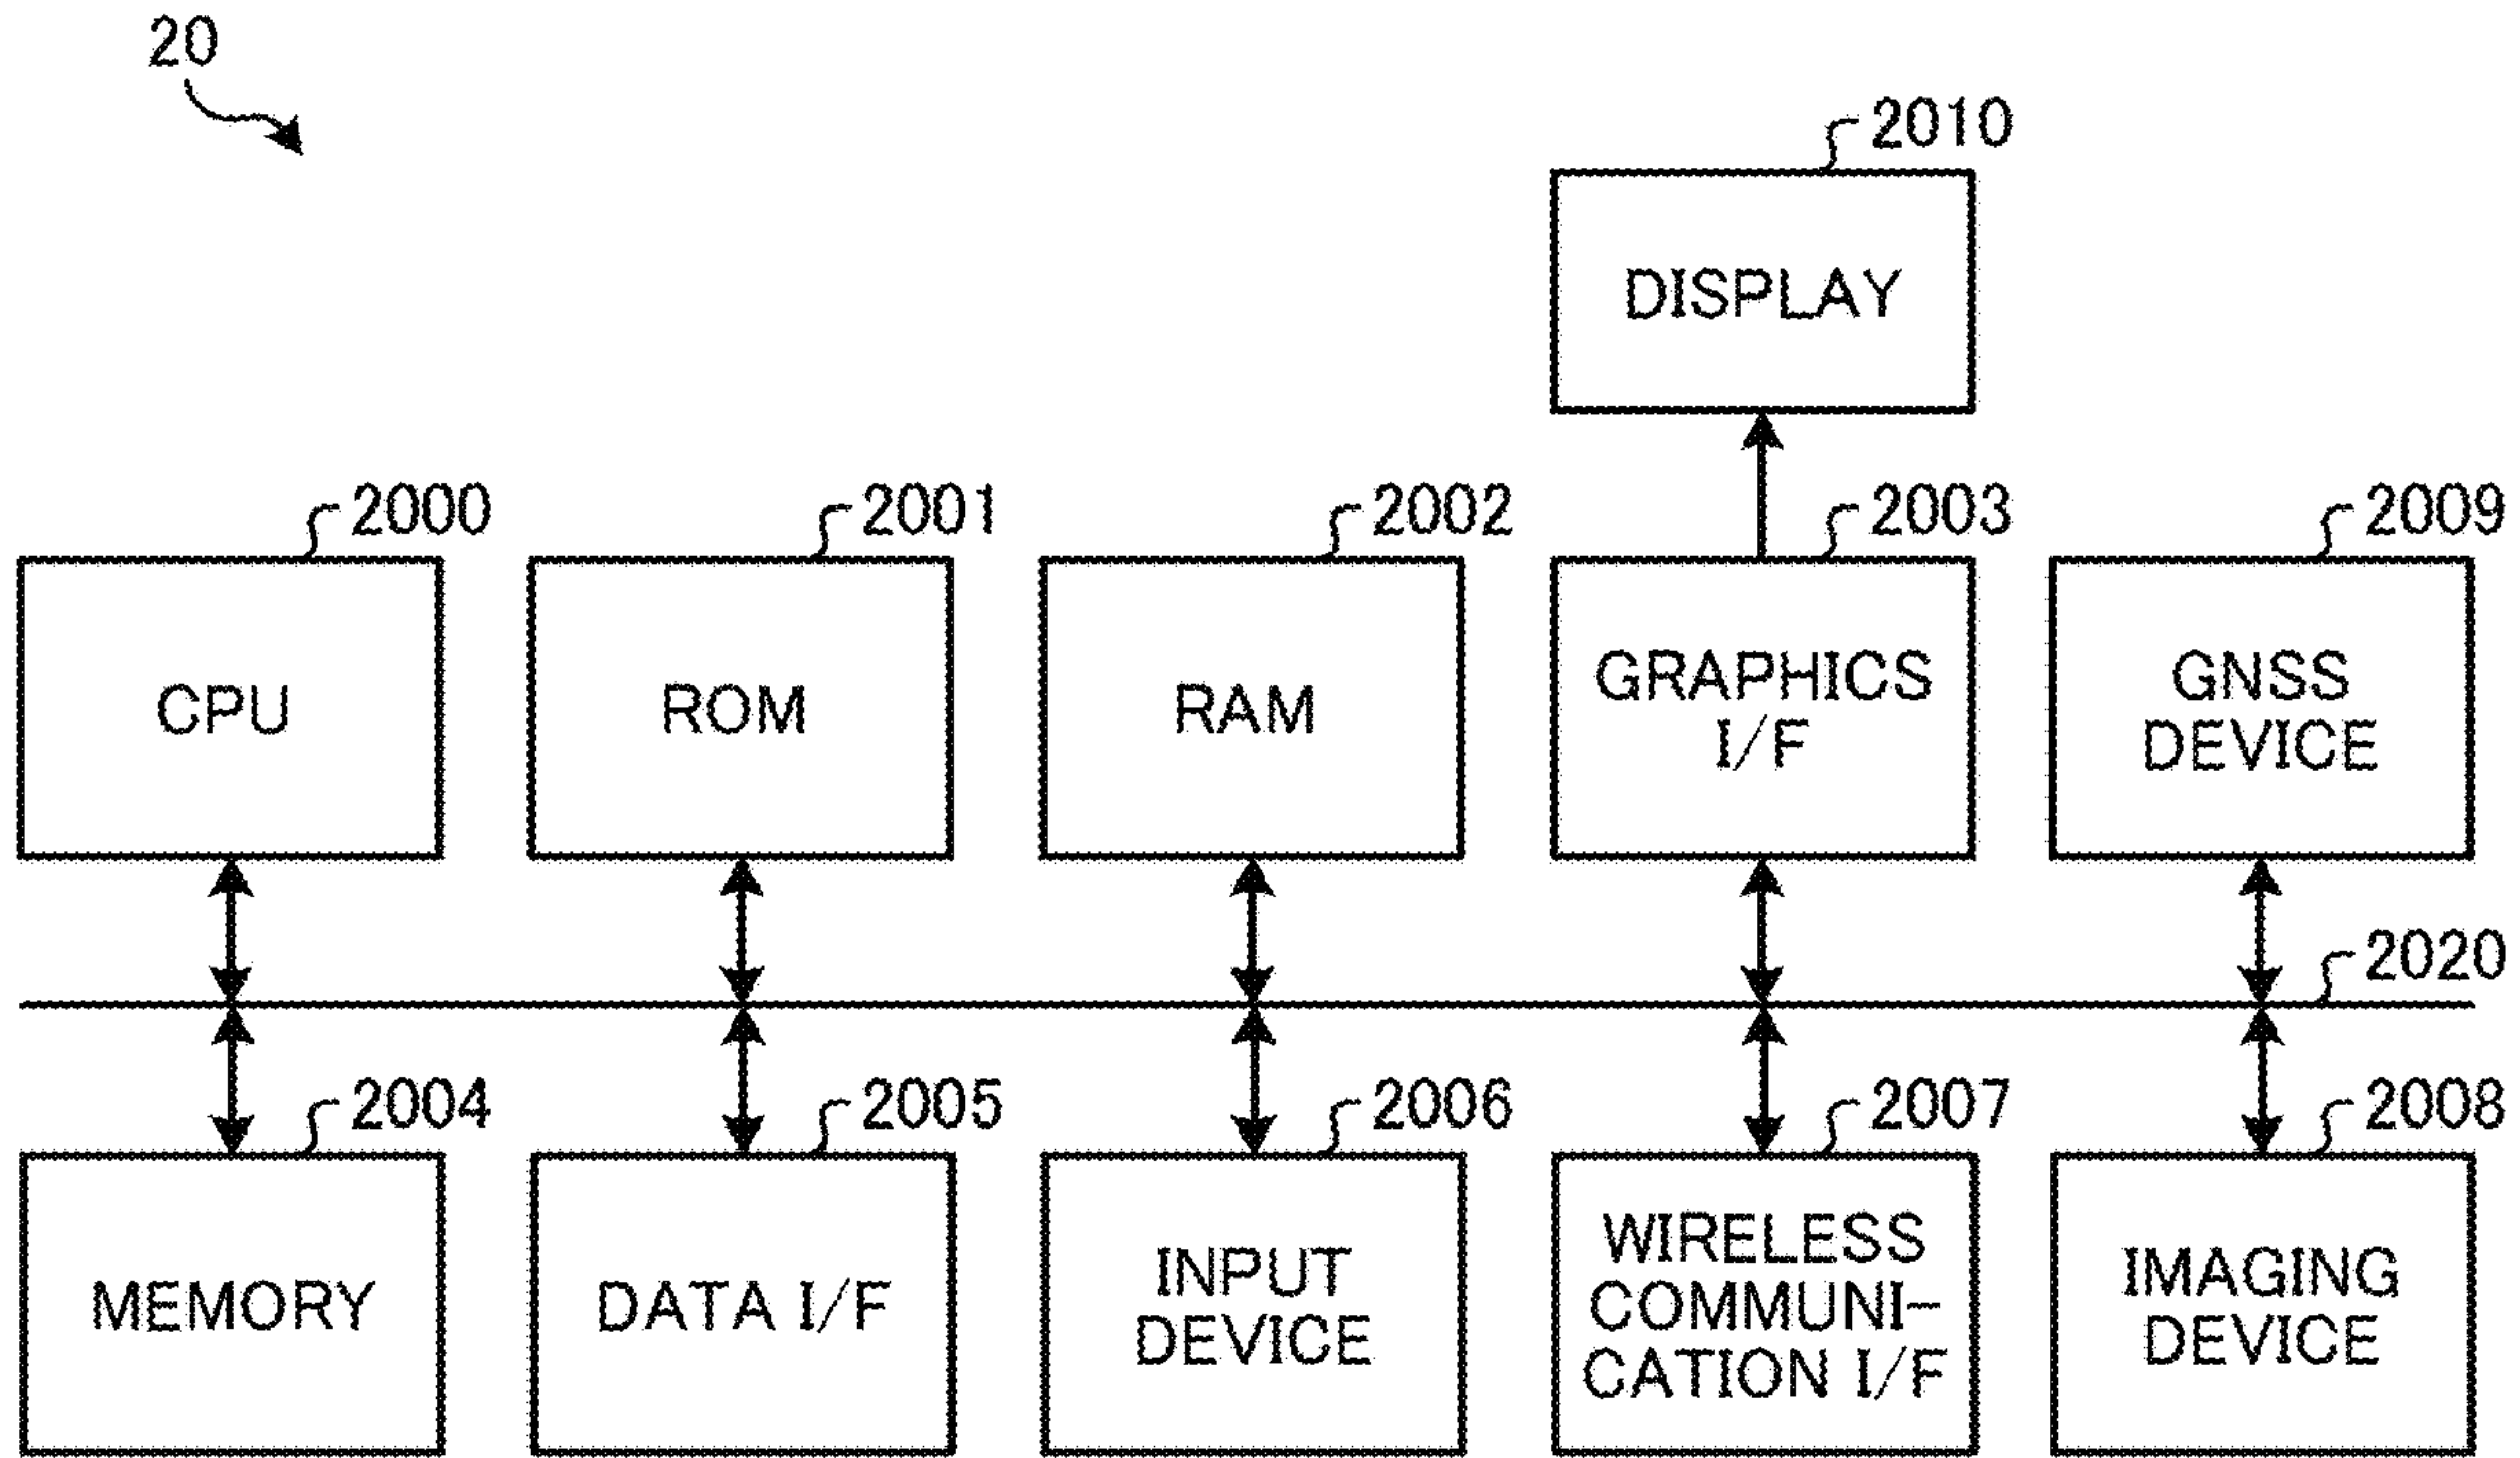 20
2010
DISPLAY
2000
2001
2002
2003
2009
CPU
ROM
RAM
GRAPHICS
I/F
GNSS
DEVICE
2020
2004
2005
2006
2007
2008
MEMORY
DATA I/F
INPUT
DEVICE
WIRELESS
COMMUNI-
CATION I/F
IMAGING
DEVICE